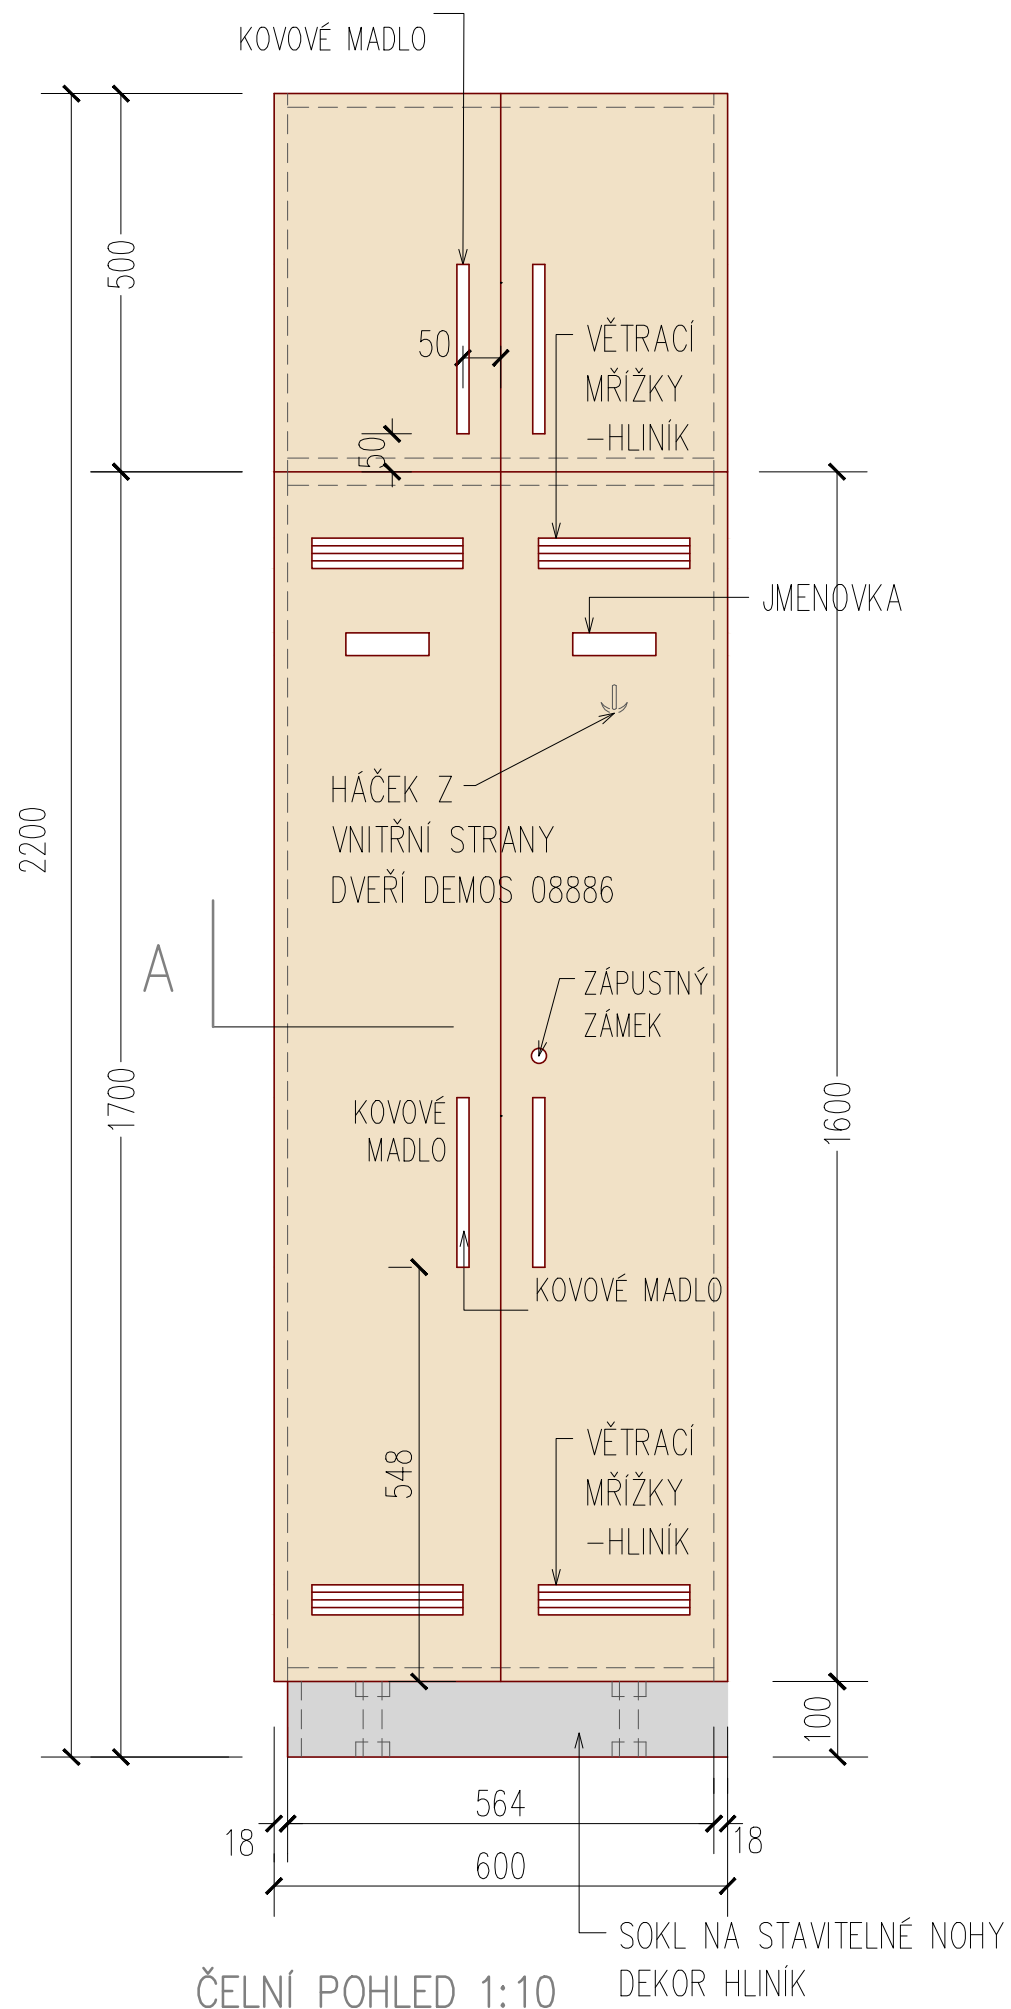 KOVOVÉ MADLO
500
50
VĚTRACÍ
MŘÍŽKY
-HLINÍK
50
JMENOVKA
HÁČEK Z
VNITŘNÍ STRANY
DVEŘÍ DEMOS 08886
2200
A
ZÁPUSTNÝ
ZÁMEK
1700
1600
KOVOVÉ
MADLO
KOVOVÉ MADLO
548
VĚTRACÍ
MŘÍŽKY
-HLINÍK
100
564
18
18
600
SOKL NA STAVITELNÉ NOHY
DEKOR HLINÍK
ČELNÍ POHLED 1:10